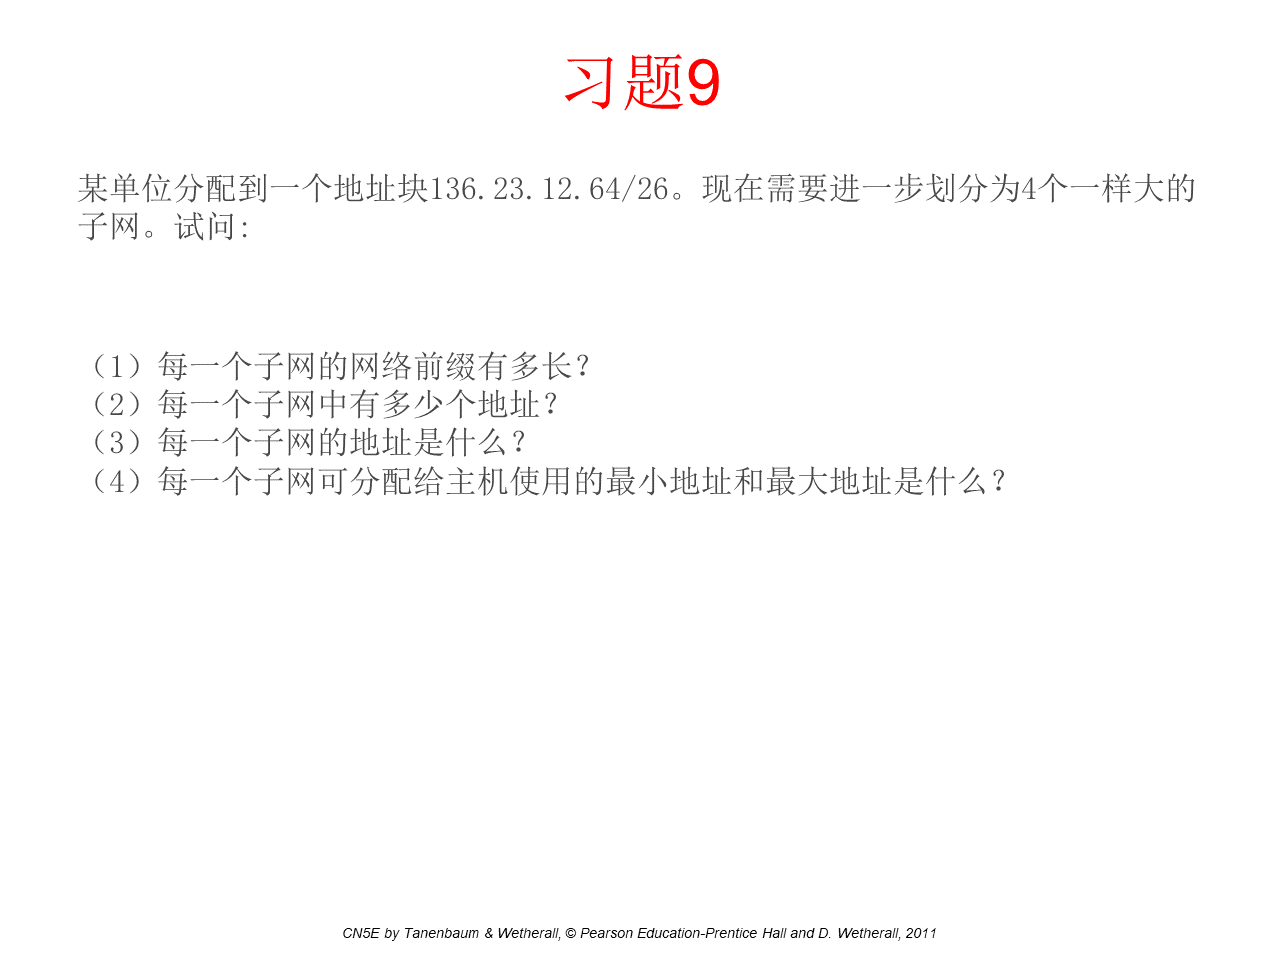 习题9
某单位分配到一个地址块136.23.12.64/26。现在需要进一步划分为4个一样大的
子网。试问:
（1）每一个子网的网络前缀有多长？
（2）每一个子网中有多少个地址？
（3）每一个子网的地址是什么？
（4）每一个子网可分配给主机使用的最小地址和最大地址是什么？
CN5E by Tanenbaum & Wetherall, © Pearson Education-Prentice Hall and D. Wetherall, 2011